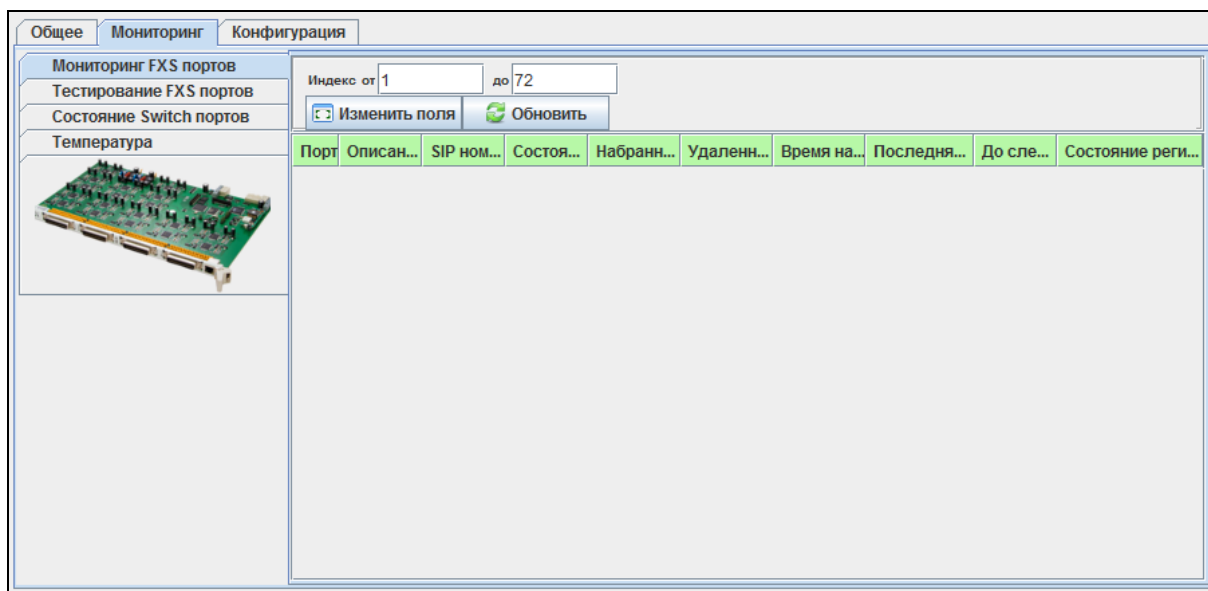 Общее Мониторинг Конфигурация
Мониторинг FXS портов
Тестирование FXS портов
Состояние Switch портов
Температура
Индекс от 1 до 72
Изменить поля Обновить
Порт Описан... SIP ном... Состоя... Набранн... Удаленн... Время на... Последня... До сле... Состояние реги...